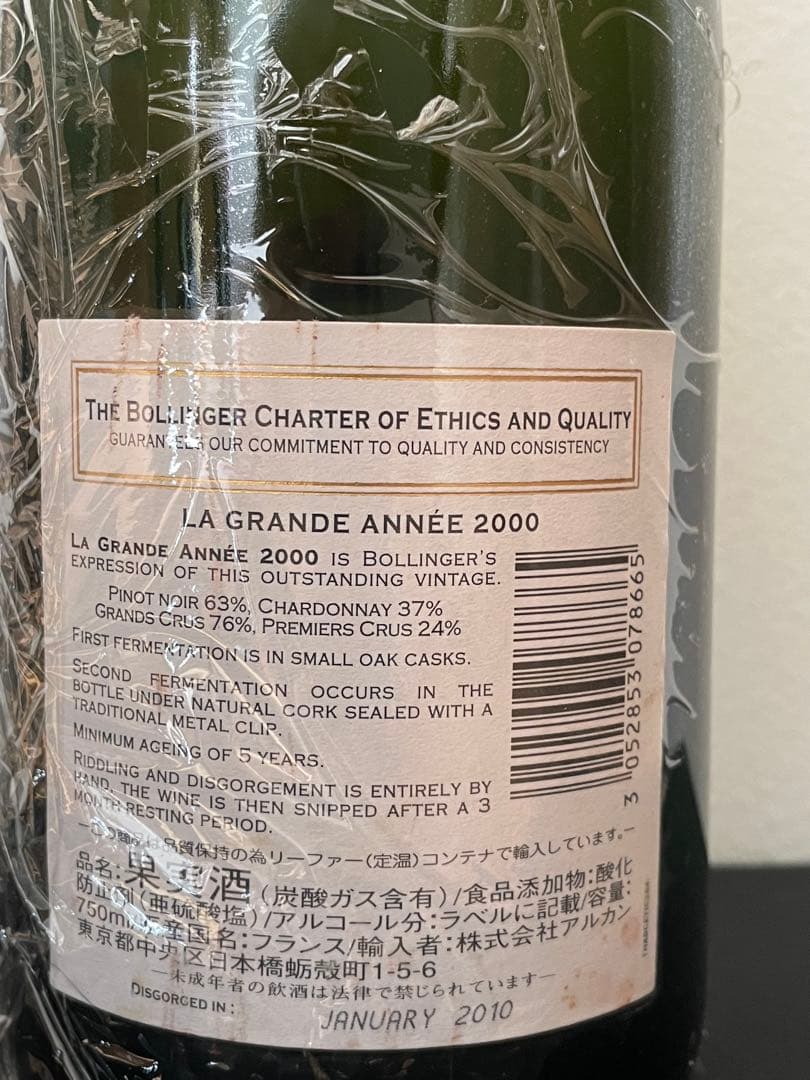 THE BOLLINGER CHARTER OF ETHICS AND QUALITY
GUARANTEES OUR COMMITMENT TO QUALITY AND CONSISTENCY
LA GRANDE ANNÉE 2000
LA GRANDE ANNÉE 2000 IS BOLLINGER'S
EXPRESSION OF THIS OUTSTANDING VINTAGE.
PINOT NOIR 63%, CHARDONNAY 37%
GRANDS CRUS 76%, PREMIERS CRUS 24%
FIRST FERMENTATION IS IN SMALL OAK CASKS.
SECOND FERMENTATION OCCURS IN THE
BOTTLE UNDER NATURAL CORK SEALED WITH A
TRADITIONAL METAL CLIP.
MINIMUM AGEING OF 5 YEARS.
RIDDLING AND DISGORGEMENT IS ENTIRELY BY
HAND. THE WINE IS THEN SHIPPED AFTER A 3
MONTH RESTING PERIOD.
3 052853 078665
―この商品は品質保持の為リーファー(定温)コンテナで輸入しています。―
品名:果実酒(炭酸ガス含有)/食品添加物:酸化
防止剤(亜硫酸塩)/アルコール分:ラベルに記載/容量:
750ml/生産国名:フランス/輸入者:株式会社アルカン
東京都中央区日本橋蛎殻町1-5-6
―未成年者の飲酒は法律で禁じられています―
DISGORGED IN :
JANUARY 2010